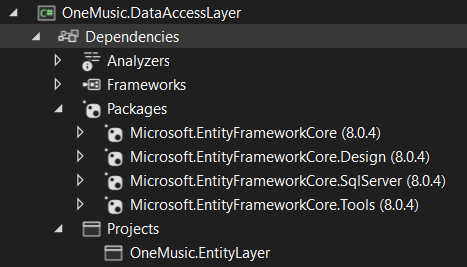 OneMusic.DataAccessLayer
Dependencies
Analyzers
Frameworks
Packages
Microsoft.EntityFrameworkCore (8.0.4)
Microsoft.EntityFrameworkCore.Design (8.0.4)
Microsoft.EntityFrameworkCore.SqlServer (8.0.4)
Microsoft.EntityFrameworkCore.Tools (8.0.4)
Projects
OneMusic.EntityLayer